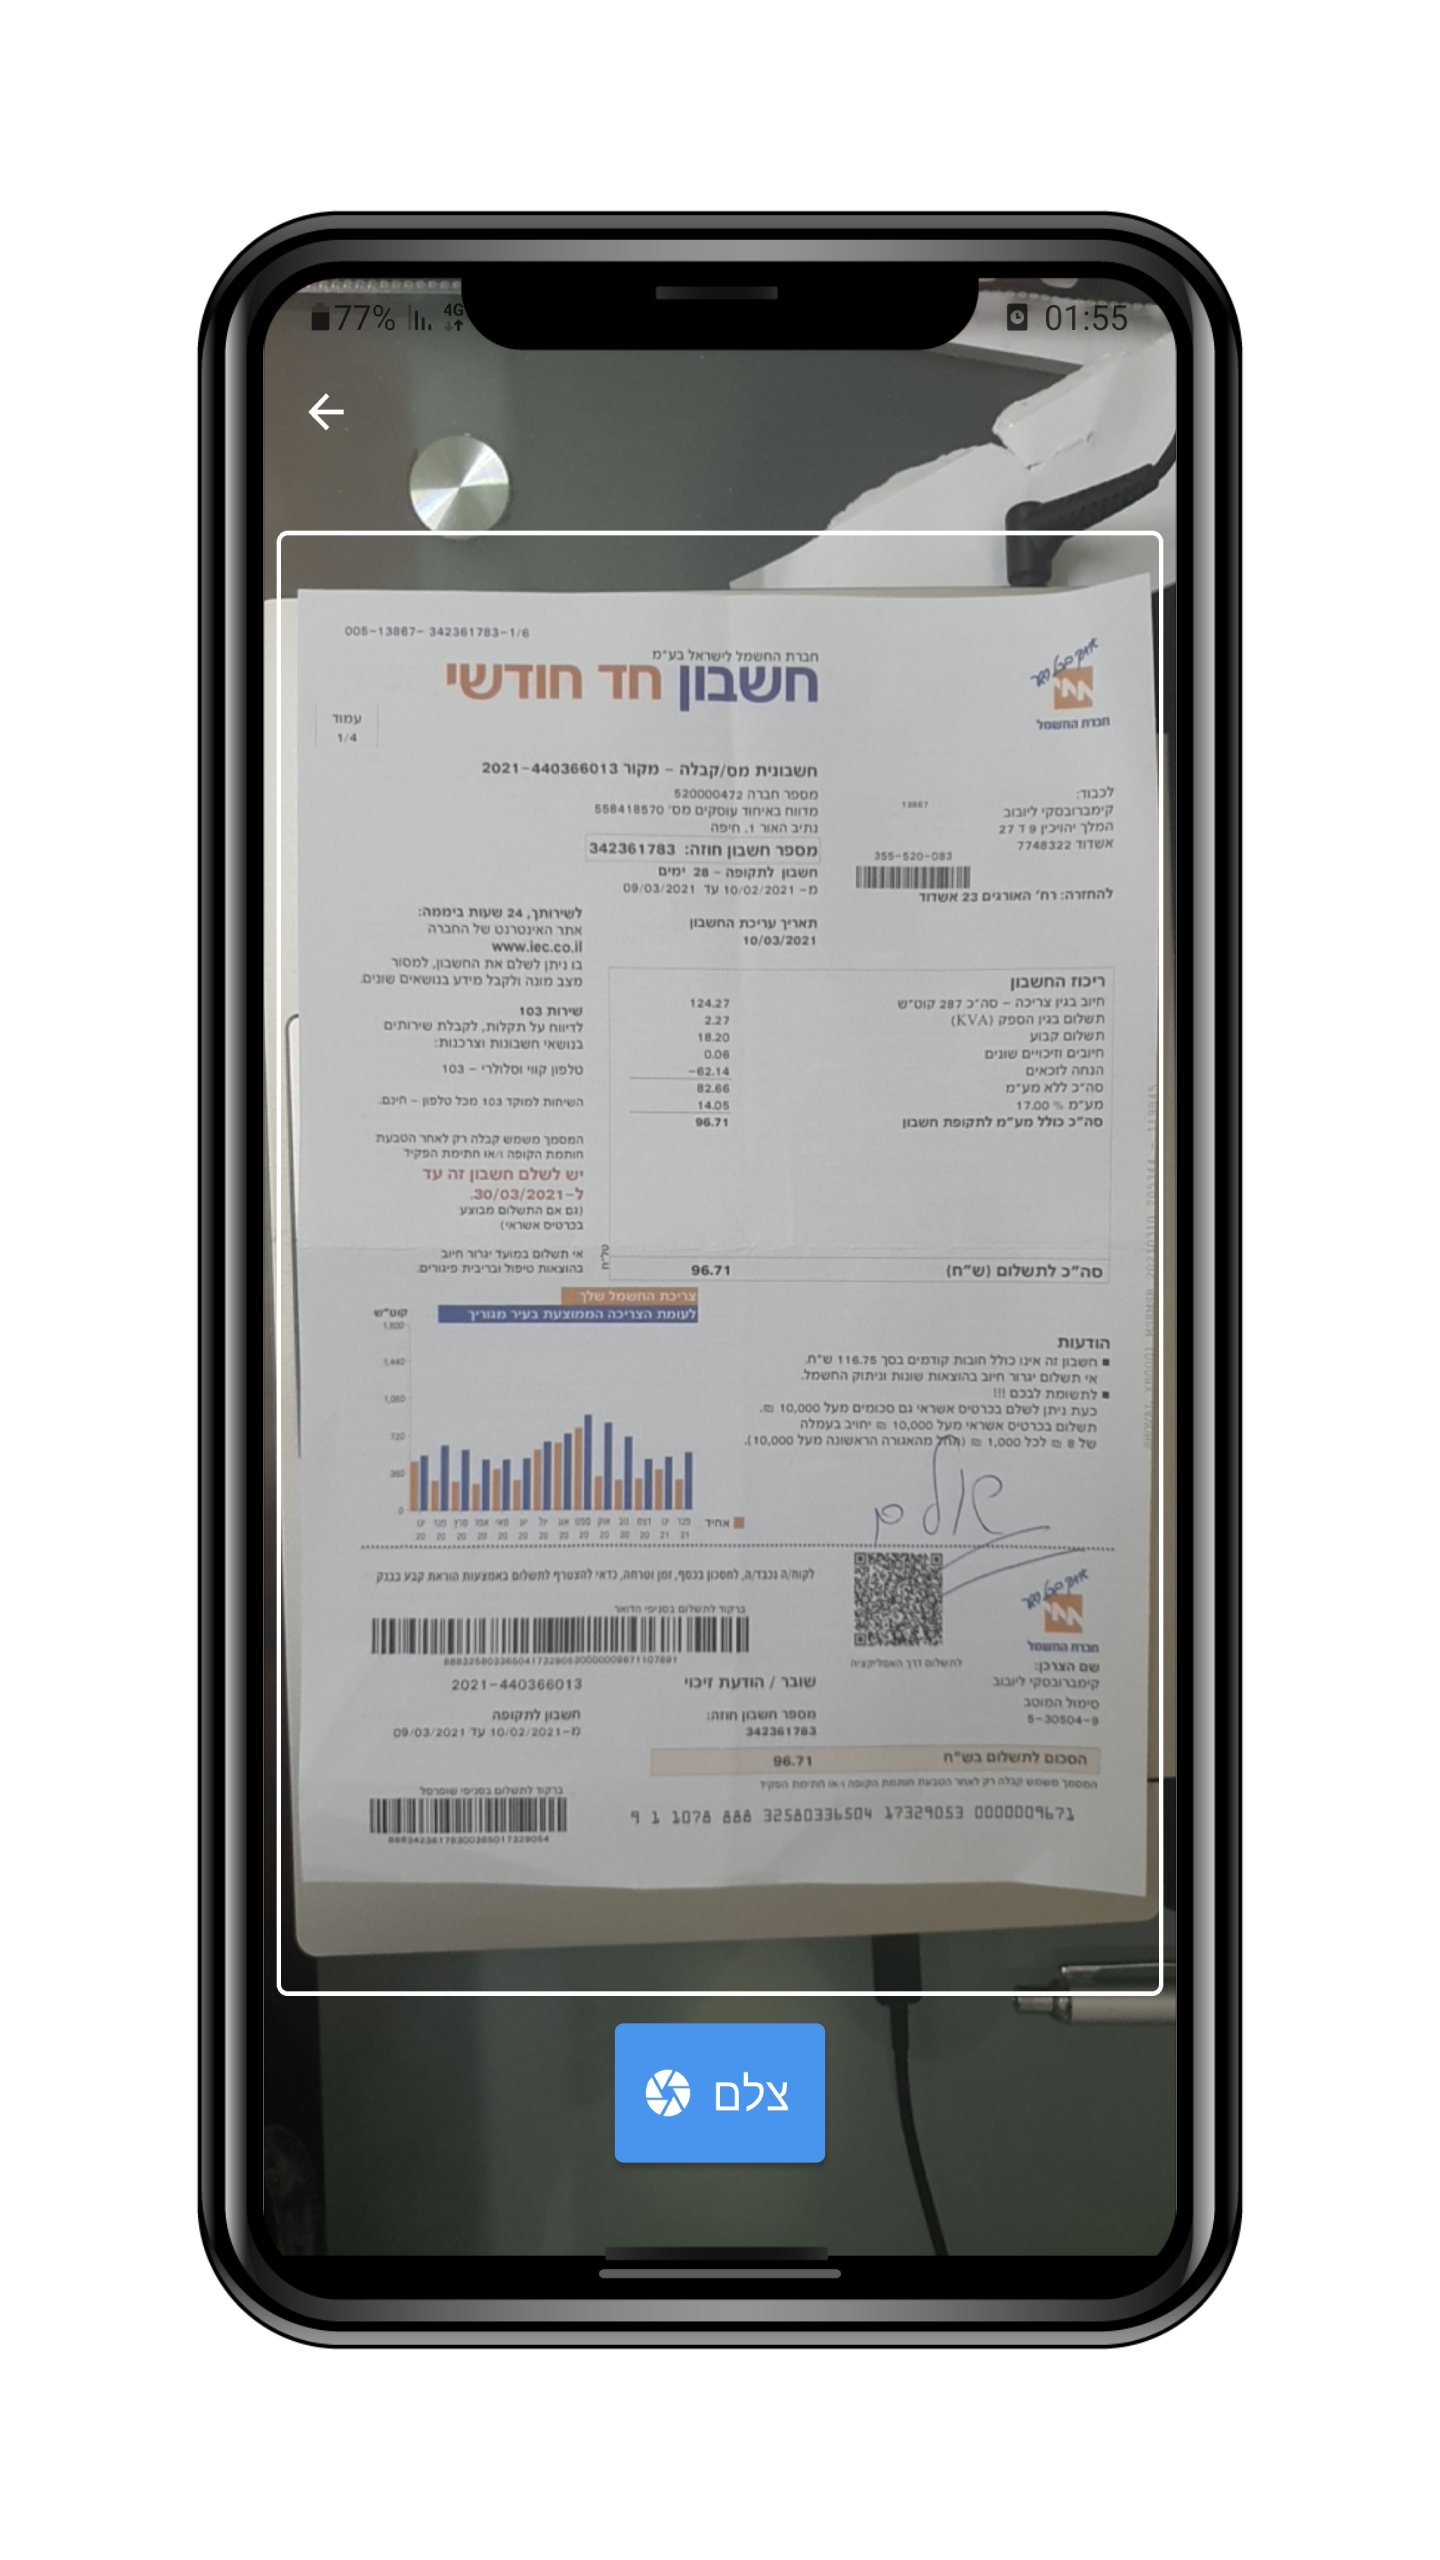 77% 4G 01:55
005-13867- 342361783-1/6
חברת החשמל לישראל בע"מ
חשבון חד חודשי
חברת החשמל
עמוד
1/4
חשבונית מס/קבלה - מקור 2021-440366013
מספר חברה 520000472
מדווח באיחוד עוסקים מס' 558418570
נתיב האור 1, חיפה
מספר חשבון חוזה: 342361783
חשבון לתקופה - 28 ימים
מ- 10/02/2021 עד 09/03/2021
תאריך עריכת החשבון
10/03/2021
לכבוד:
13867
קימברובסקי ליובוב
המלך יהויכין 9 ד 27
אשדוד 7748322
355-520-083
להחזרה: רח' האורגים 23 אשדוד
לשירותך, 24 שעות ביממה:
אתר האינטרנט של החברה
www.iec.co.il
בו ניתן לשלם את החשבון, למסור
מצב מונה ולקבל מידע בנושאים שונים.
שירות 103
לדיווח על תקלות, לקבלת שירותים
בנושאי חשבונות וצרכנות:
טלפון קווי וסלולרי - 103
השיחות למוקד 103 מכל טלפון - חינם.
המסמך משמש קבלה רק לאחר הטבעת
חותמת הקופה ו/או חתימת הפקיד
יש לשלם חשבון זה עד
ל-30/03/2021.
(גם אם התשלום מבוצע
בכרטיס אשראי)
אי תשלום במועד יגרור חיוב
בהוצאות טיפול ובריבית פיגורים.
ריכוז החשבון
חיוב בגין צריכה - סה"כ 287 קוט"ש 124.27
תשלום בגין הספק (KVA) 2.27
תשלום קבוע 18.20
חיובים וזיכויים שונים 0.06
הנחה לזכאים -62.14
סה"כ ללא מע"מ 82.66
מע"מ % 17.00 14.05
סה"כ כולל מע"מ לתקופת חשבון 96.71
סה"כ לתשלום (ש"ח) 96.71
צריכת החשמל שלך
לעומת הצריכה הממוצעת בעיר מגוריך
קוט"ש
1,800
1,440
1,080
720
360
0
אחיד
הודעות
חשבון זה אינו כולל חובות קודמים בסך 116.75 ש"ח.
אי תשלום יגרור חיוב בהוצאות שונות וניתוק החשמל.
לתשומת לבכם !!!
כעת ניתן לשלם בכרטיס אשראי גם סכומים מעל 10,000 ₪.
תשלום בכרטיס אשראי מעל 10,000 ₪ יחויב בעמלה
של 8 ₪ לכל 1,000 ₪ (החל מהאגורה הראשונה מעל 10,000).
שולם
לקוח/ה נכבד/ה, לחסכון בכסף, זמן וטרחה, כדאי להצטרף לתשלום באמצעות הוראת קבע בבנק
ברקוד לתשלום בסניפי הדואר
לתשלום דרך האפליקציה
חברת החשמל
שם הצרכן:
קימברובסקי ליובוב
סימול המוטב
5-30504-9
שובר / הודעת זיכוי 2021-440366013
מספר חשבון חוזה:
342361783
חשבון לתקופה
מ-10/02/2021 עד 09/03/2021
הסכום לתשלום בש"ח 96.71
המסמך משמש קבלה רק לאחר הטבעת חותמת הקופה ו/או חתימת הפקיד
ברקוד לתשלום בסניפי שופרסל
9 1 1078 888 32580336504 17329053 0000009671
צלם